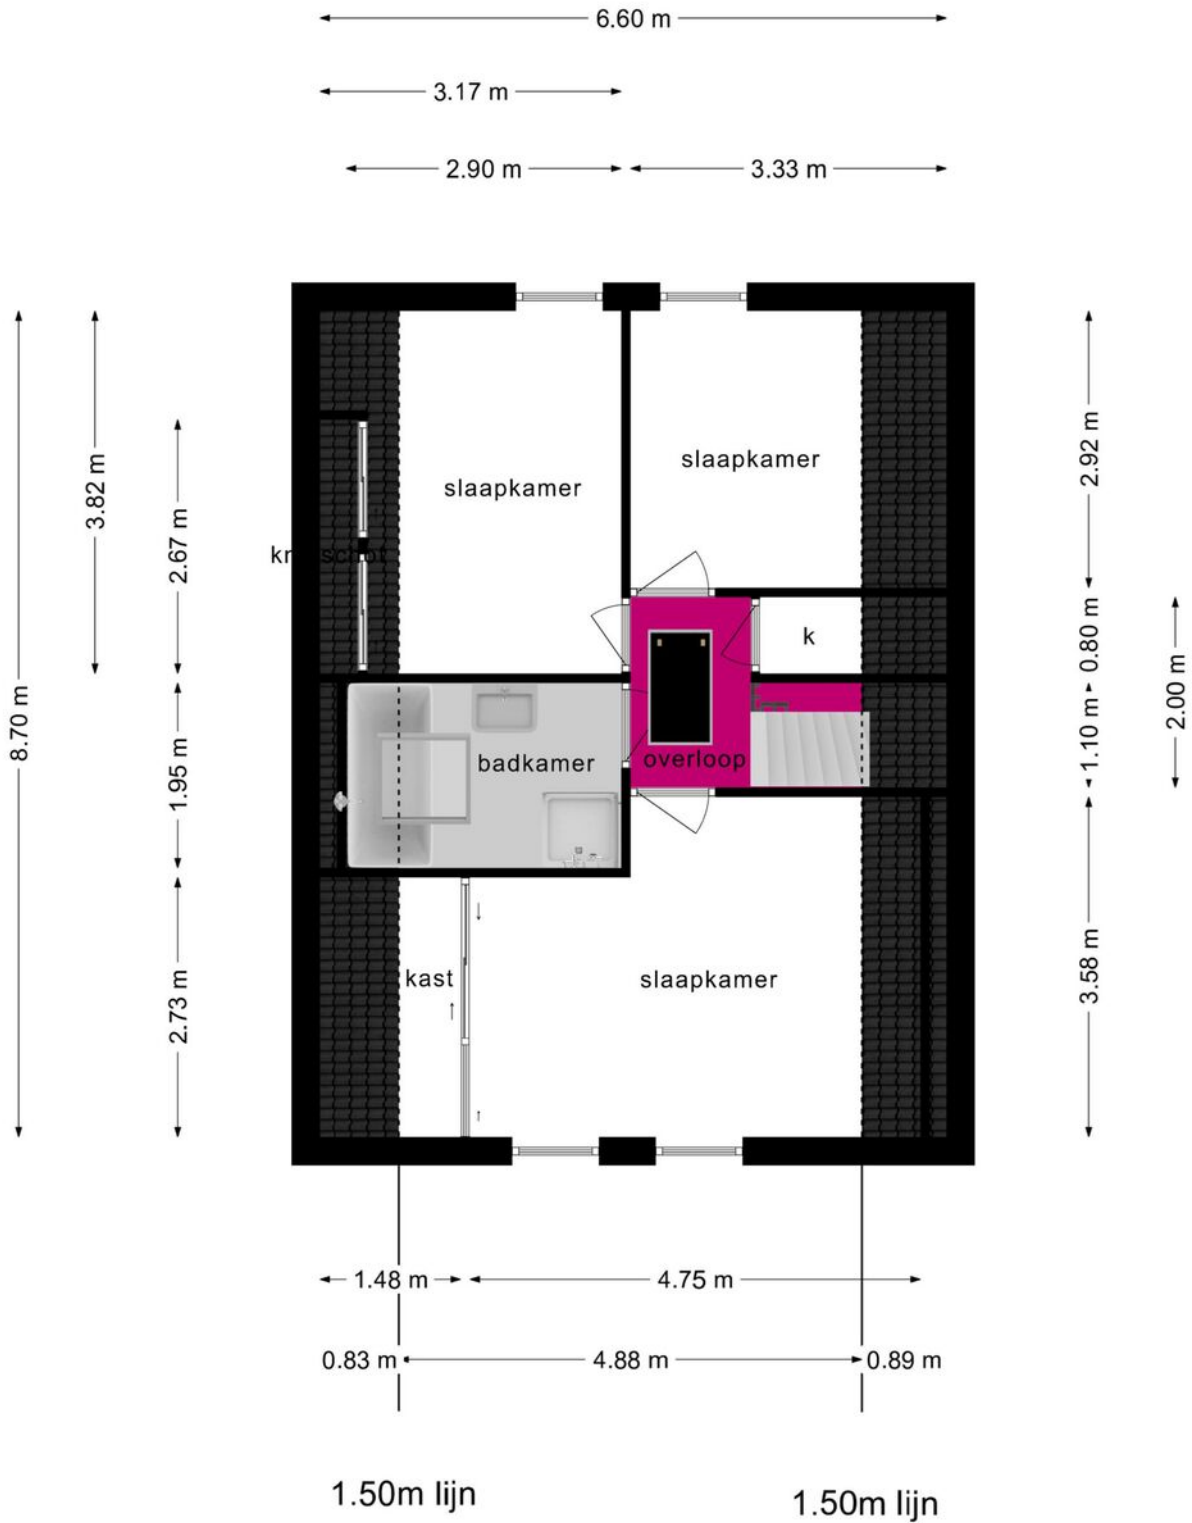 6.60 m
3.17 m
2.90 m
3.33 m
slaapkamer
slaapkamer
2.92 m
3.82 m
2.67 m
k
0.80 m
2.00 m
8.70 m
1.95 m
badkamer
overloop
1.10 m
kast
slaapkamer
2.73 m
3.58 m
1.48 m
4.75 m
0.83 m
4.88 m
0.89 m
1.50m lijn
1.50m lijn